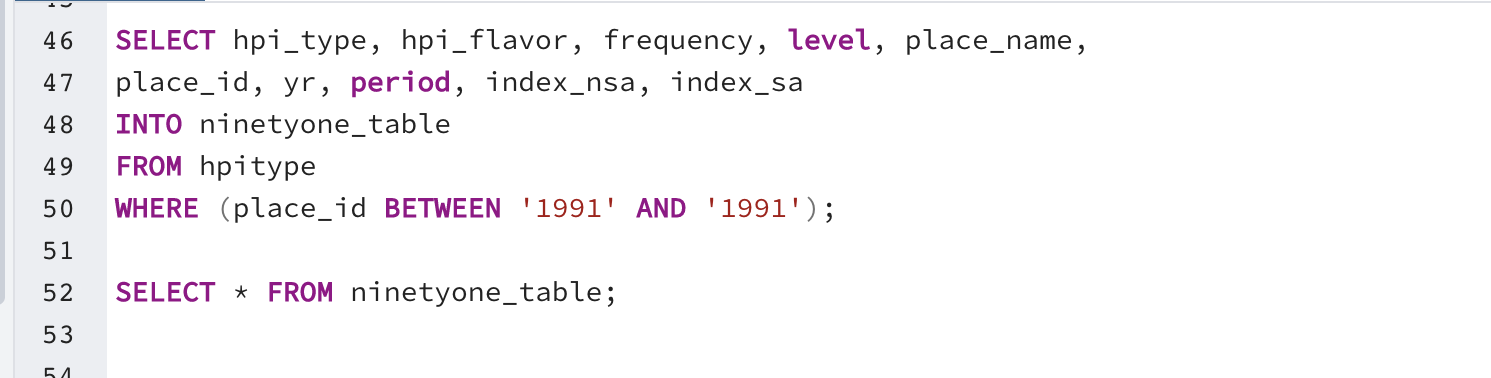 46 SELECT hpi_type, hpi_flavor, frequency, level, place_name,
47 place_id, yr, period, index_nsa, index_sa
48 INTO ninetyone_table
49 FROM hpitype
50 WHERE (place_id BETWEEN '1991' AND '1991');
51
52 SELECT * FROM ninetyone_table;
53